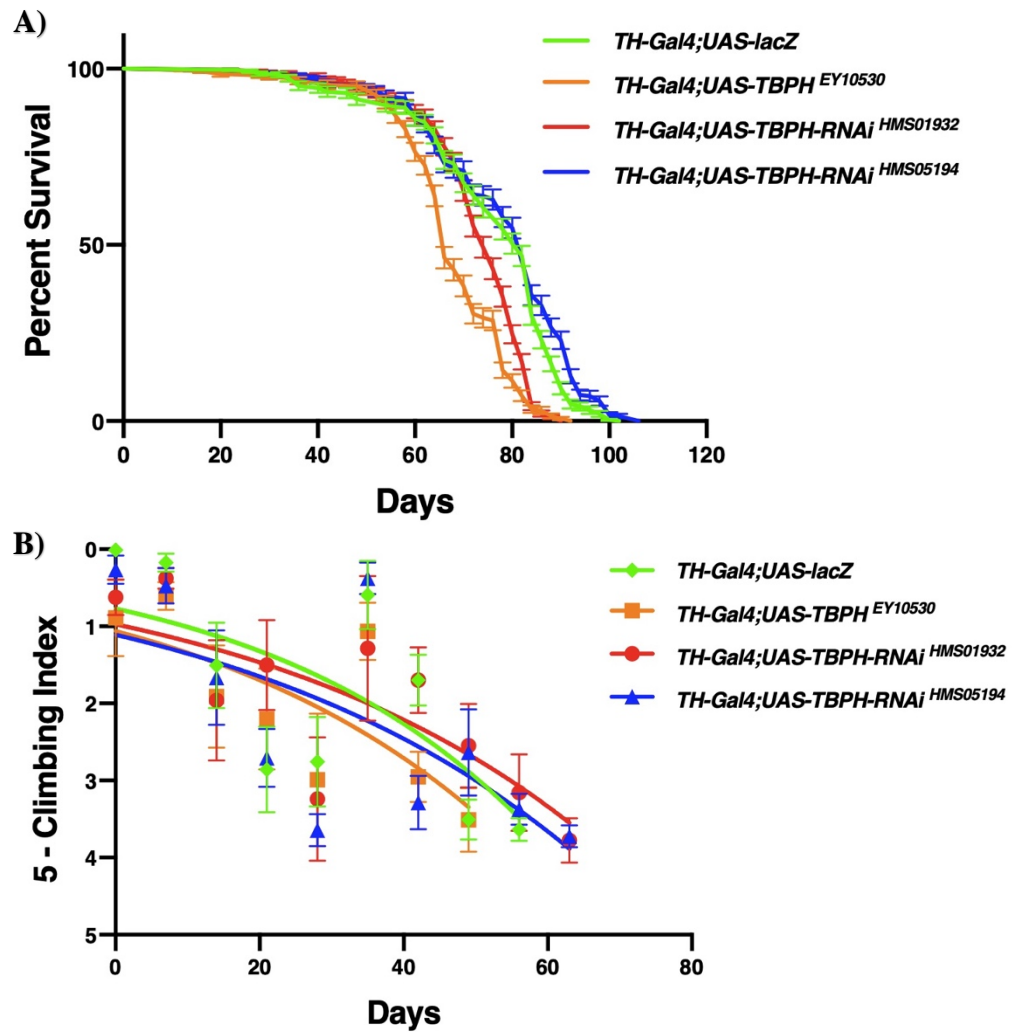 A)
TH-Gal4;UAS-lacZ
TH-Gal4;UAS-TBPH EY10530
TH-Gal4;UAS-TBPH-RNAi HMS01932
TH-Gal4;UAS-TBPH-RNAi HMS05194
Percent Survival
100
50
0
0 20 40 60 80 100 120
Days
B)
TH-Gal4;UAS-lacZ
TH-Gal4;UAS-TBPH EY10530
TH-Gal4;UAS-TBPH-RNAi HMS01932
TH-Gal4;UAS-TBPH-RNAi HMS05194
5 - Climbing Index
0
1
2
3
4
5
0 20 40 60 80
Days